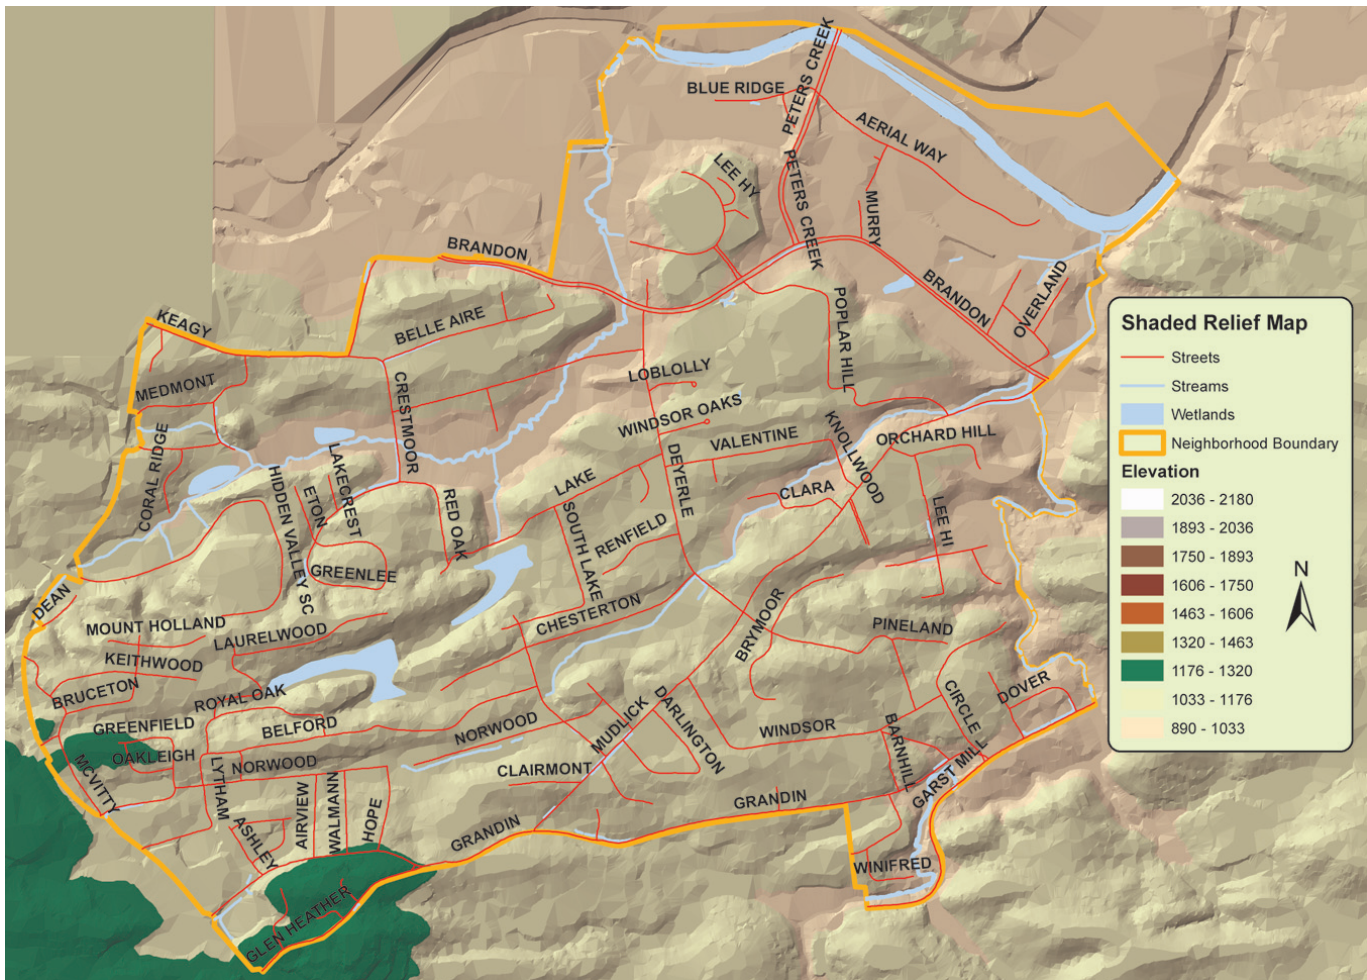 PETERS CREEK
BLUE RIDGE
AERIAL WAY
LEE HY
PETERS CREEK
MURRY
BRANDON
BRANDON
OVERLAND
KEAGY
BELLE AIRE
POPLAR HILL
MEDMONT
CRESTMOOR
LOBLOLLY
WINDSOR OAKS
CORAL RIDGE
VALENTINE
KNOLLWOOD
ORCHARD HILL
LAKECREST
ETON
HIDDEN VALLEY SC
RED OAK
LAKE
DEYERLE
CLARA
LEE HI
SOUTH LAKE
RENFIELD
GREENLEE
DEAN
MOUNT HOLLAND
LAURELWOOD
CHESTERTON
BRYMOOR
PINELAND
KEITHWOOD
BRUCETON
ROYAL OAK
GREENFIELD
BELFORD
NORWOOD
MUDLICK
DARLINGTON
WINDSOR
BARNHILL
CIRCLE
DOVER
OAKLEIGH
NORWOOD
CLAIRMONT
GARST MILL
MCVITTY
LYTHAM
AIRVIEW
WALMANN
HOPE
ASHLEY
GRANDIN
GRANDIN
WINIFRED
GLEN HEATHER
Shaded Relief Map
Streets
Streams
Wetlands
Neighborhood Boundary
Elevation
2036 - 2180
1893 - 2036
1750 - 1893
1606 - 1750
1463 - 1606
1320 - 1463
1176 - 1320
1033 - 1176
890 - 1033
N